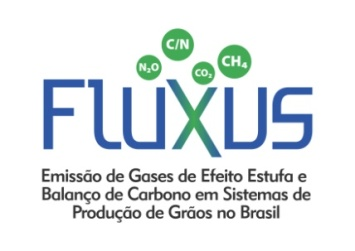 C/N
N₂O
CO₂
CH₄
FLUXUS
Emissão de Gases de Efeito Estufa e
Balanço de Carbono em Sistemas de
Produção de Grãos no Brasil